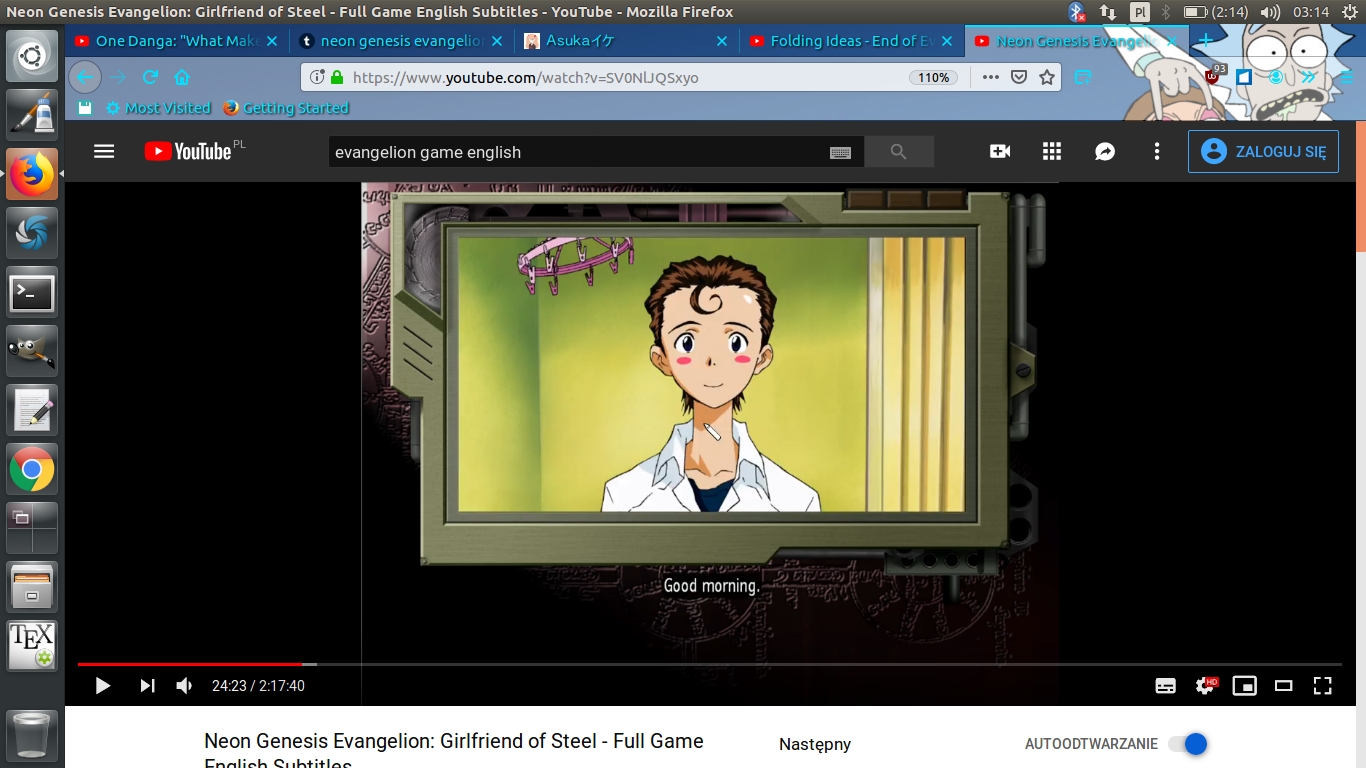 Neon Genesis Evangelion: Girlfriend of Steel - Full Game English Subtitles - YouTube - Mozilla Firefox
Pl
(2:14)
03:14
One Danga: "What Make
t neon genesis evangelion
Asukaイケ
Folding Ideas - End of Ev
Neon Genesis Evangelio
https://www.youtube.com/watch?v=SV0NlJQSxyo
110%
93
Most Visited
Getting Started
YouTube PL
evangelion game english
ZALOGUJ SIĘ
Good morning.
24:23 / 2:17:40
HD
TEX
Neon Genesis Evangelion: Girlfriend of Steel - Full Game
English Subtitles
Następny
AUTOODTWARZANIE